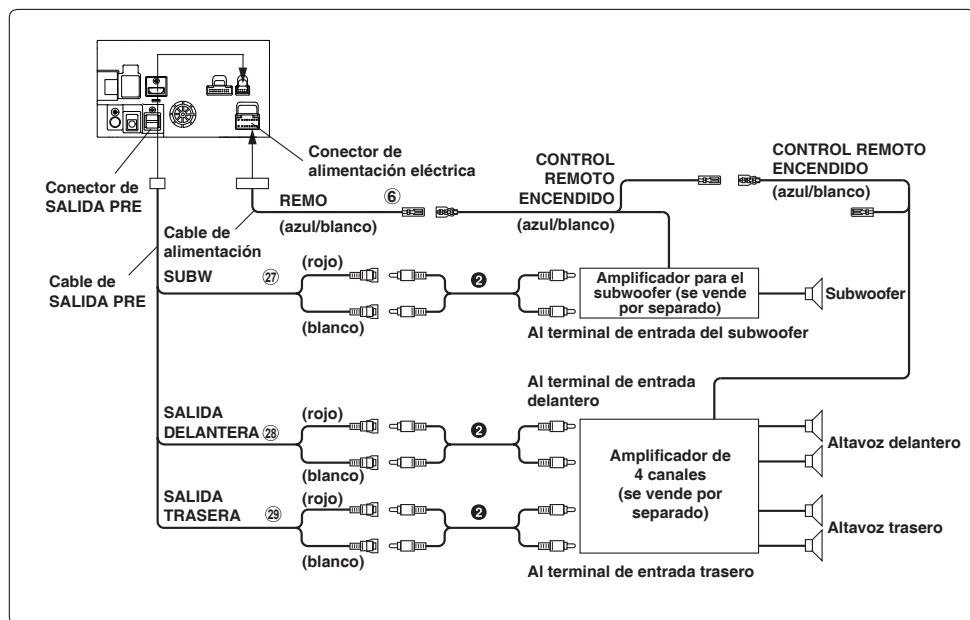 Conector de
alimentación eléctrica
CONTROL
REMOTO
ENCENDIDO
(azul/blanco)
CONTROL REMOTO
ENCENDIDO
(azul/blanco)
Conector de
SALIDA PRE
REMO ⑥
(azul/blanco)
Cable de
alimentación
Cable de
SALIDA PRE
SUBW ㉗
(rojo)
(blanco)
❷
Amplificador para el
subwoofer (se vende
por separado)
Subwoofer
Al terminal de entrada del subwoofer
Al terminal de entrada
delantero
SALIDA
DELANTERA ㉘
(rojo)
(blanco)
❷
Amplificador de
4 canales
(se vende por
separado)
Altavoz delantero
SALIDA
TRASERA ㉙
(rojo)
(blanco)
❷
Altavoz trasero
Al terminal de entrada trasero